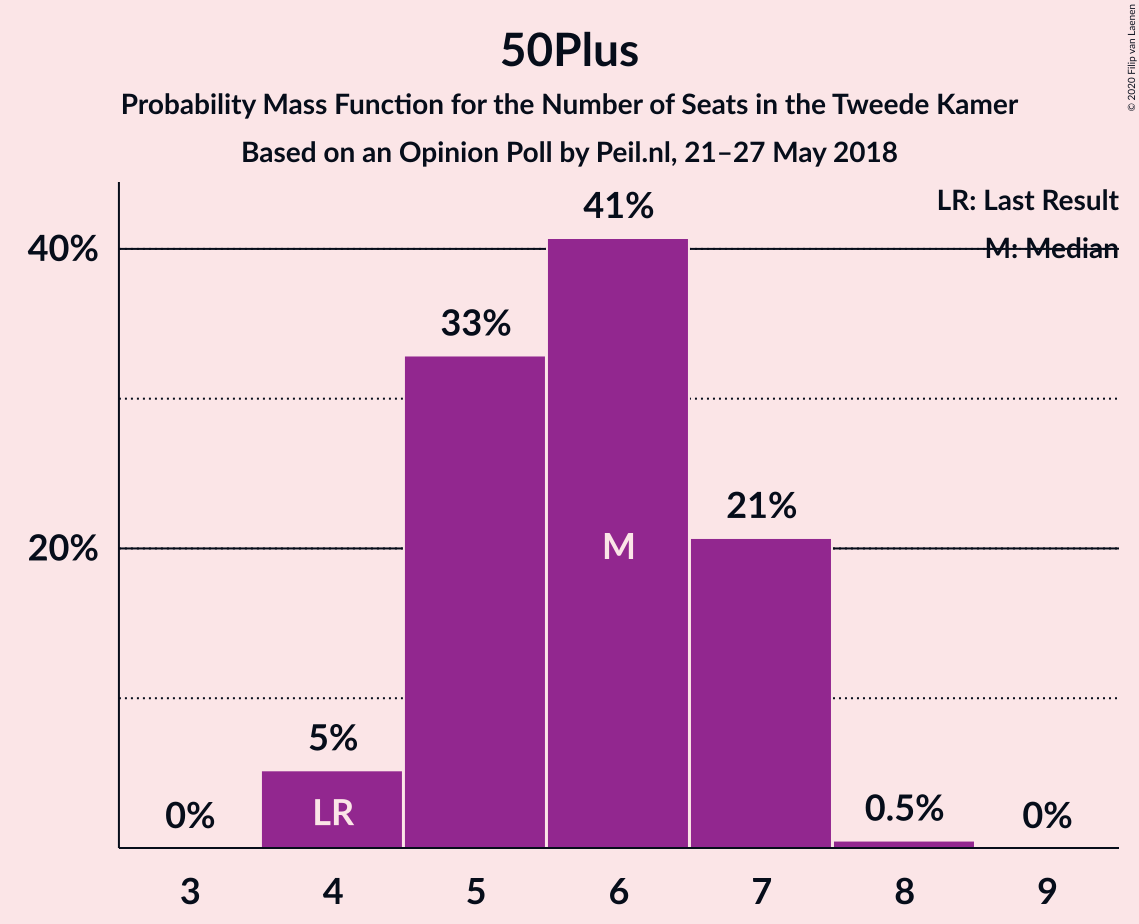 50Plus
Probability Mass Function for the Number of Seats in the Tweede Kamer
Based on an Opinion Poll by Peil.nl, 21–27 May 2018
© 2020 Filip van Laenen
LR: Last Result
M: Median
40%
20%
0%
5%
33%
41%
21%
0.5%
0%
LR
M
3 4 5 6 7 8 9